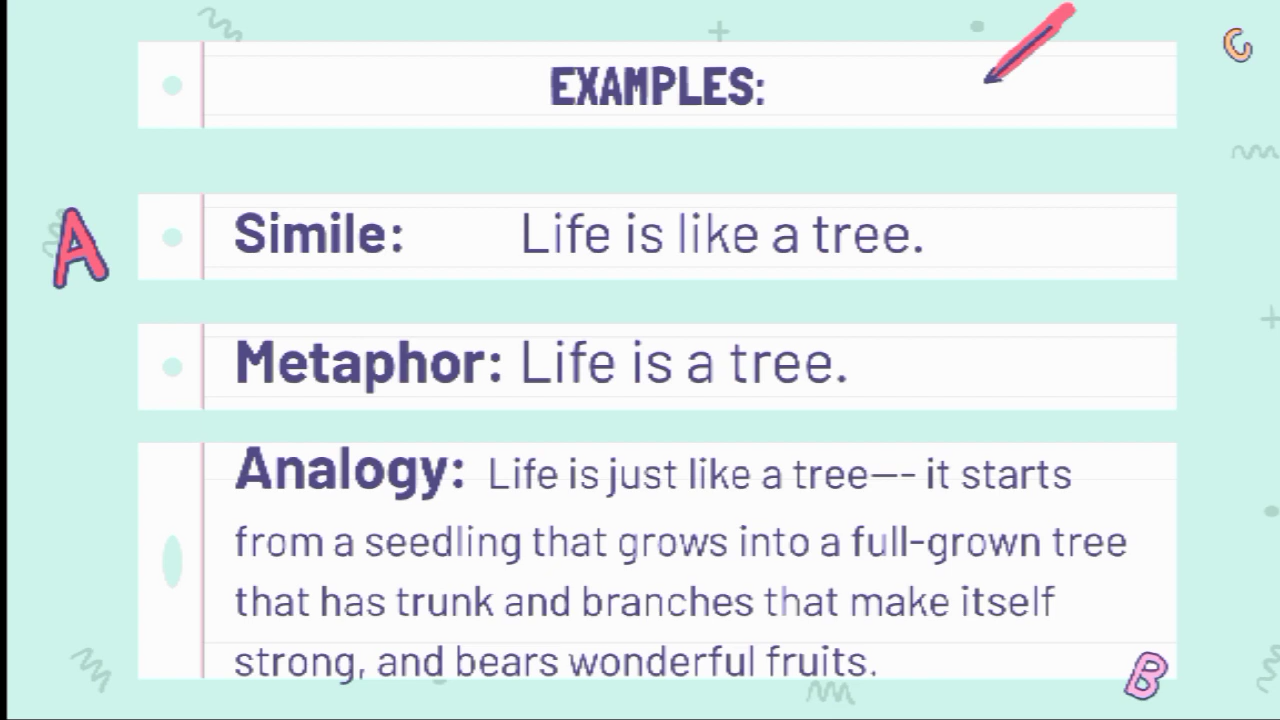 C
EXAMPLES:
A
Simile: Life is like a tree.
Metaphor: Life is a tree.
Analogy: Life is just like a tree–-- it starts
from a seedling that grows into a full-grown tree
that has trunk and branches that make itself
strong, and bears wonderful fruits.
B